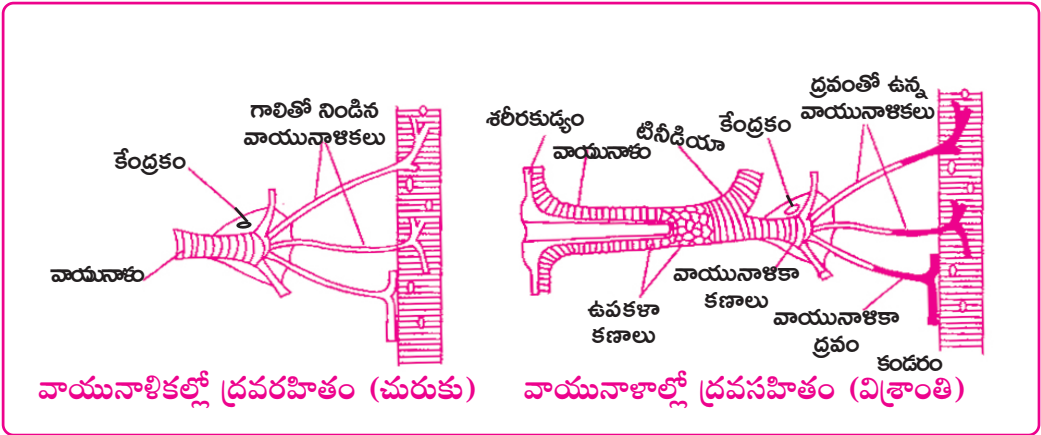 గాలితో నిండిన
వాయునాళికలు
కేంద్రకం
వాయునాళం
వాయునాళికల్లో ద్రవరహితం (చురుకు)
శరీరకుడ్యం
వాయునాళం
టినీడియా
కేంద్రకం
ద్రవంతో ఉన్న
వాయునాళికలు
ఉపకళా
కణాలు
వాయునాళికా
కణాలు
వాయునాళికా
ద్రవం
కండరం
వాయునాళాల్లో ద్రవసహితం (విశ్రాంతి)